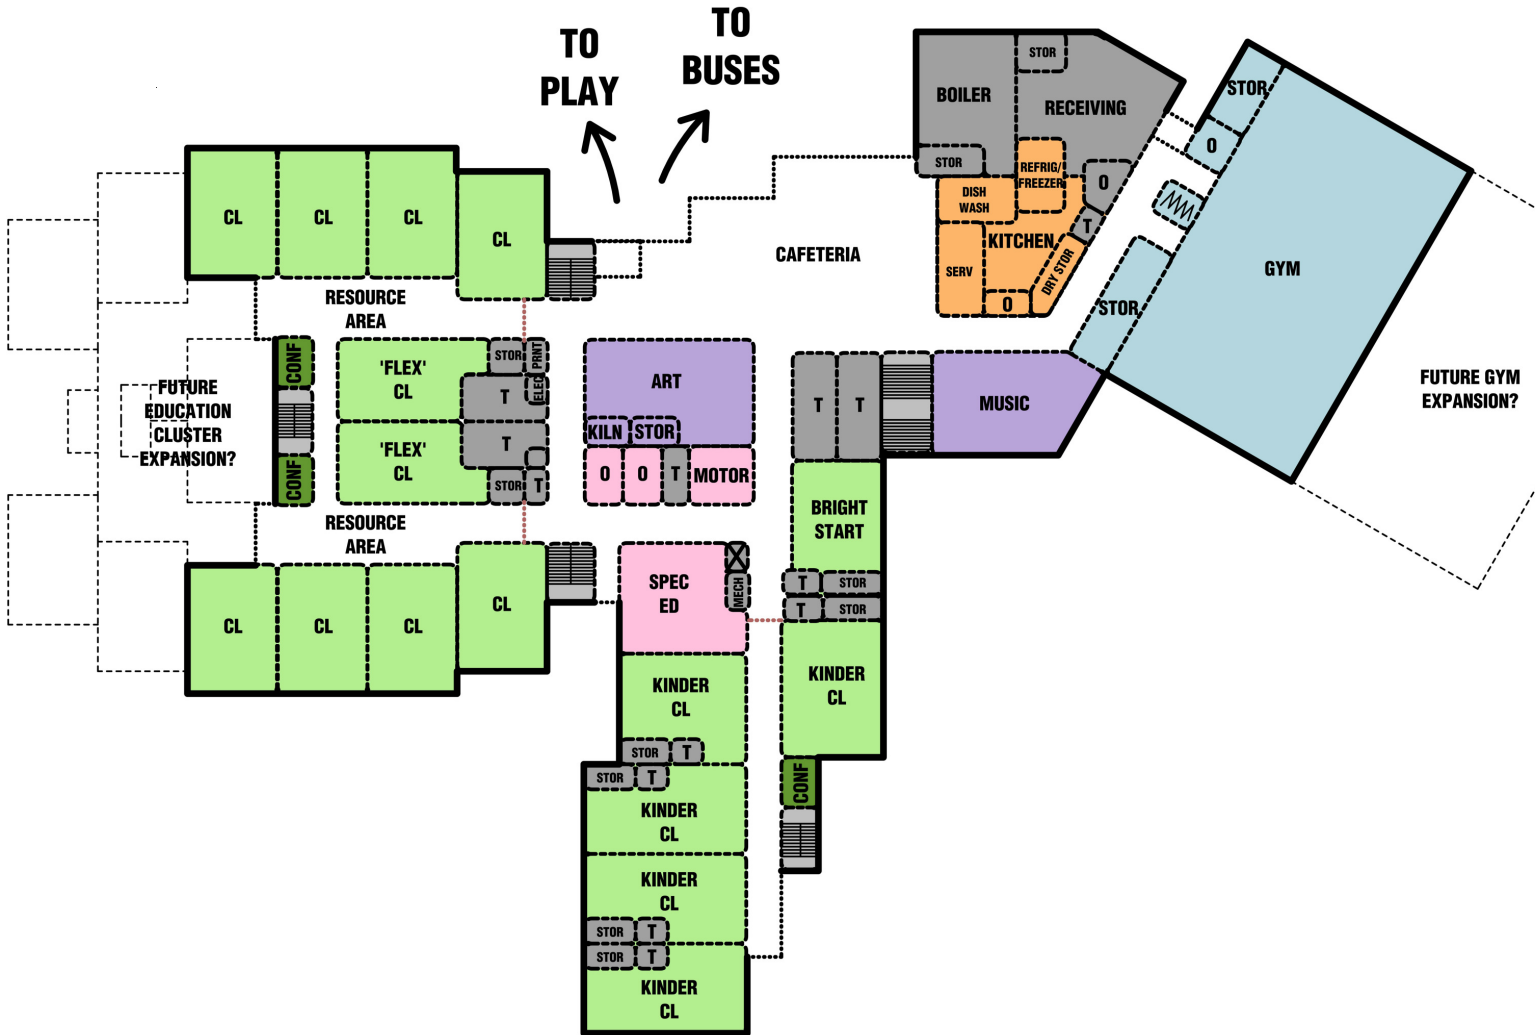 TO
PLAY
TO
BUSES
STOR
BOILER
RECEIVING
STOR
REFRIG/
FREEZER
O
DISH
WASH
T
KITCHEN
SERV
DRY STOR
O
CAFETERIA
STOR
O
STOR
GYM
FUTURE GYM
EXPANSION?
CL
CL
CL
CL
RESOURCE
AREA
CONF
'FLEX'
CL
STOR
PRNT
ELEC
T
FUTURE
EDUCATION
CLUSTER
EXPANSION?
T
'FLEX'
CL
CONF
STOR
T
RESOURCE
AREA
CL
CL
CL
CL
ART
KILN
STOR
O
O
T
MOTOR
T
T
MUSIC
BRIGHT
START
T
STOR
T
STOR
SPEC
ED
MECH
KINDER
CL
KINDER
CL
STOR
T
STOR
T
CONF
KINDER
CL
KINDER
CL
STOR
T
STOR
T
KINDER
CL